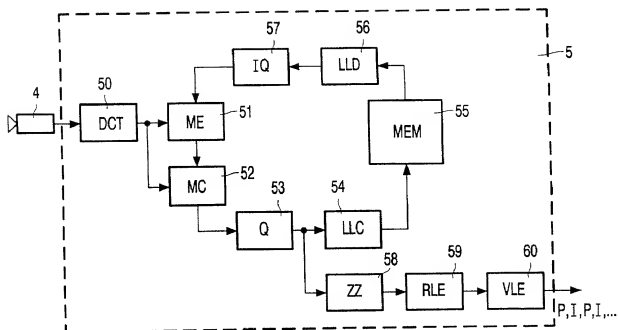 57
56
5
IQ
LLD
50
4
DCT
ME
51
MEM
55
52
MC
53
54
Q
LLC
58
59
60
ZZ
RLE
VLE
P,I,P,I,...